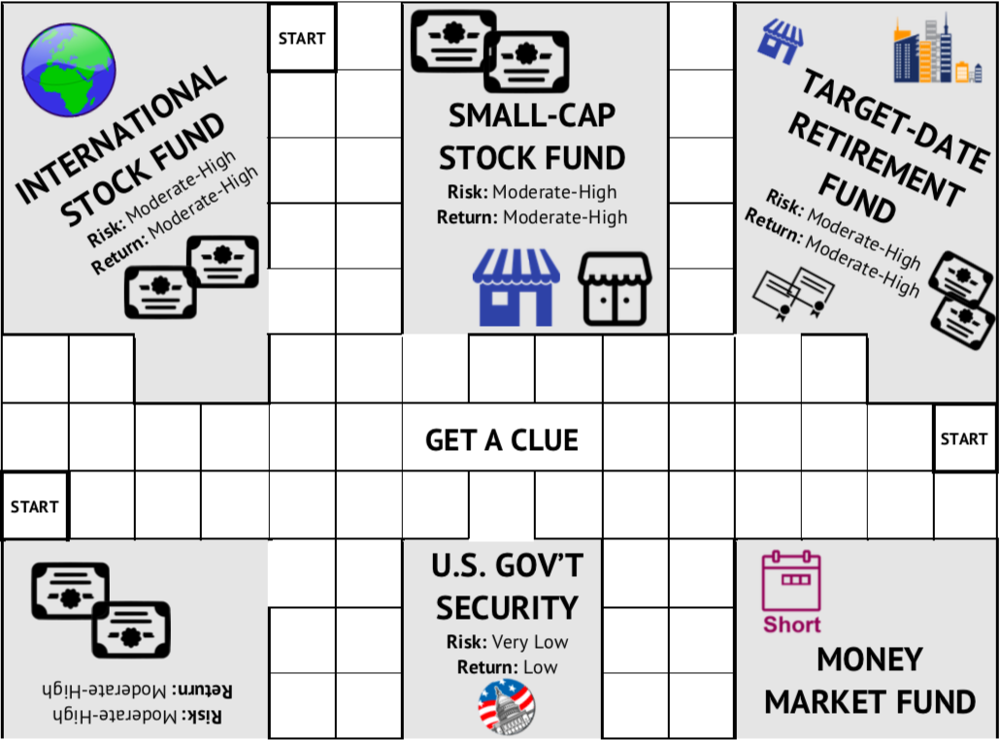 START
INTERNATIONAL
STOCK FUND
Risk: Moderate-High
Return: Moderate-High
SMALL-CAP
STOCK FUND
Risk: Moderate-High
Return: Moderate-High
TARGET-DATE
RETIREMENT
FUND
Risk: Moderate-High
Return: Moderate-High
GET A CLUE
START
START
Risk: Moderate-High
Return: Moderate-High
U.S. GOV'T
SECURITY
Risk: Very Low
Return: Low
Short
MONEY
MARKET FUND